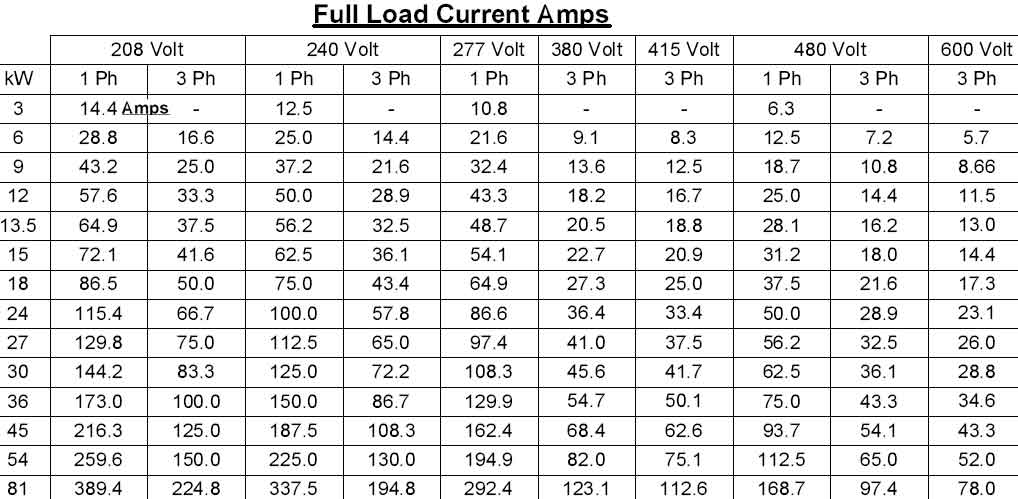 Full Load Current Amps
208 Volt 240 Volt 277 Volt 380 Volt 415 Volt 480 Volt 600 Volt
kW 1 Ph 3 Ph 1 Ph 3 Ph 1 Ph 3 Ph 3 Ph 1 Ph 3 Ph 3 Ph
3 14.4 Amps - 12.5 - 10.8 - - 6.3 - -
6 28.8 16.6 25.0 14.4 21.6 9.1 8.3 12.5 7.2 5.7
9 43.2 25.0 37.2 21.6 32.4 13.6 12.5 18.7 10.8 8.66
12 57.6 33.3 50.0 28.9 43.3 18.2 16.7 25.0 14.4 11.5
13.5 64.9 37.5 56.2 32.5 48.7 20.5 18.8 28.1 16.2 13.0
15 72.1 41.6 62.5 36.1 54.1 22.7 20.9 31.2 18.0 14.4
18 86.5 50.0 75.0 43.4 64.9 27.3 25.0 37.5 21.6 17.3
24 115.4 66.7 100.0 57.8 86.6 36.4 33.4 50.0 28.9 23.1
27 129.8 75.0 112.5 65.0 97.4 41.0 37.5 56.2 32.5 26.0
30 144.2 83.3 125.0 72.2 108.3 45.6 41.7 62.5 36.1 28.8
36 173.0 100.0 150.0 86.7 129.9 54.7 50.1 75.0 43.3 34.6
45 216.3 125.0 187.5 108.3 162.4 68.4 62.6 93.7 54.1 43.3
54 259.6 150.0 225.0 130.0 194.9 82.0 75.1 112.5 65.0 52.0
81 389.4 224.8 337.5 194.8 292.4 123.1 112.6 168.7 97.4 78.0